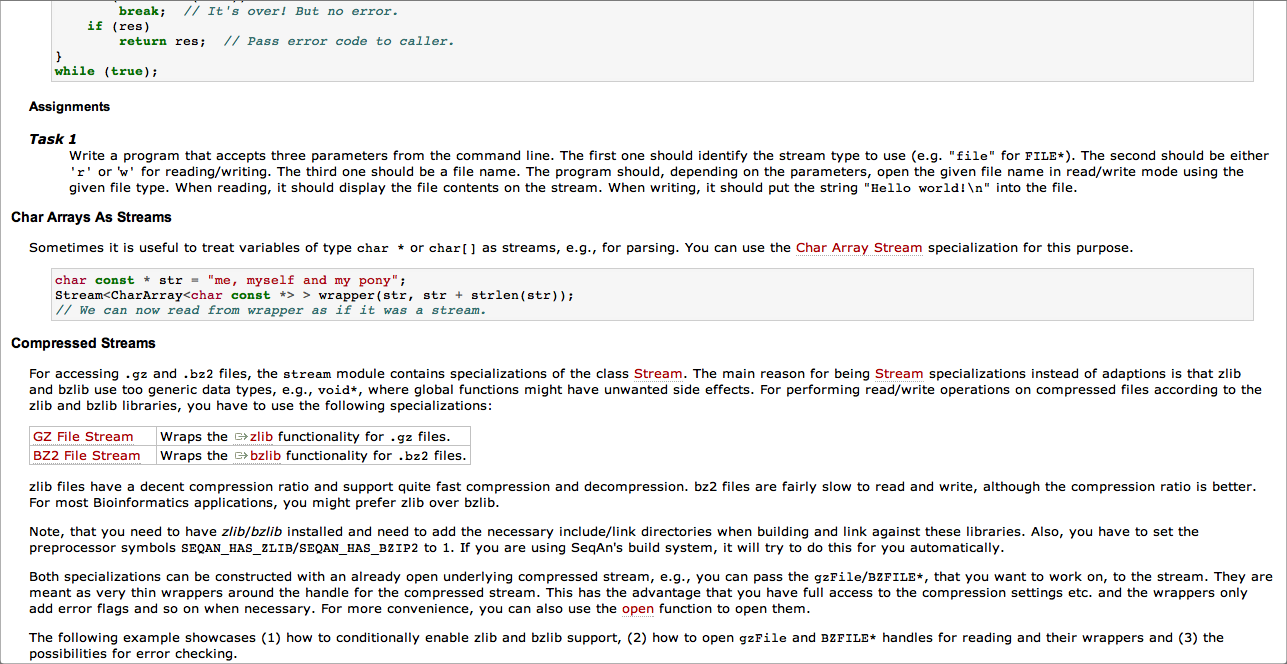 break;  // It's over! But no error.
if (res)
return res;  // Pass error code to caller.
}
while (true);
Assignments
Task 1
Write a program that accepts three parameters from the command line. The first one should identify the stream type to use (e.g. "file" for FILE*). The second should be either
'r' or 'w' for reading/writing. The third one should be a file name. The program should, depending on the parameters, open the given file name in read/write mode using the
given file type. When reading, it should display the file contents on the stream. When writing, it should put the string "Hello world!\n" into the file.
Char Arrays As Streams
Sometimes it is useful to treat variables of type char * or char[] as streams, e.g., for parsing. You can use the Char Array Stream specialization for this purpose.
char const * str = "me, myself and my pony";
Stream<CharArray<char const *> > wrapper(str, str + strlen(str));
// We can now read from wrapper as if it was a stream.
Compressed Streams
For accessing .gz and .bz2 files, the stream module contains specializations of the class Stream. The main reason for being Stream specializations instead of adaptions is that zlib
and bzlib use too generic data types, e.g., void*, where global functions might have unwanted side effects. For performing read/write operations on compressed files according to the
zlib and bzlib libraries, you have to use the following specializations:
GZ File Stream Wraps the zlib functionality for .gz files.
BZ2 File Stream Wraps the bzlib functionality for .bz2 files.
zlib files have a decent compression ratio and support quite fast compression and decompression. bz2 files are fairly slow to read and write, although the compression ratio is better.
For most Bioinformatics applications, you might prefer zlib over bzlib.
Note, that you need to have zlib/bzlib installed and need to add the necessary include/link directories when building and link against these libraries. Also, you have to set the
preprocessor symbols SEQAN_HAS_ZLIB/SEQAN_HAS_BZIP2 to 1. If you are using SeqAn's build system, it will try to do this for you automatically.
Both specializations can be constructed with an already open underlying compressed stream, e.g., you can pass the gzFile/BZFILE*, that you want to work on, to the stream. They are
meant as very thin wrappers around the handle for the compressed stream. This has the advantage that you have full access to the compression settings etc. and the wrappers only
add error flags and so on when necessary. For more convenience, you can also use the open function to open them.
The following example showcases (1) how to conditionally enable zlib and bzlib support, (2) how to open gzFile and BZFILE* handles for reading and their wrappers and (3) the
possibilities for error checking.